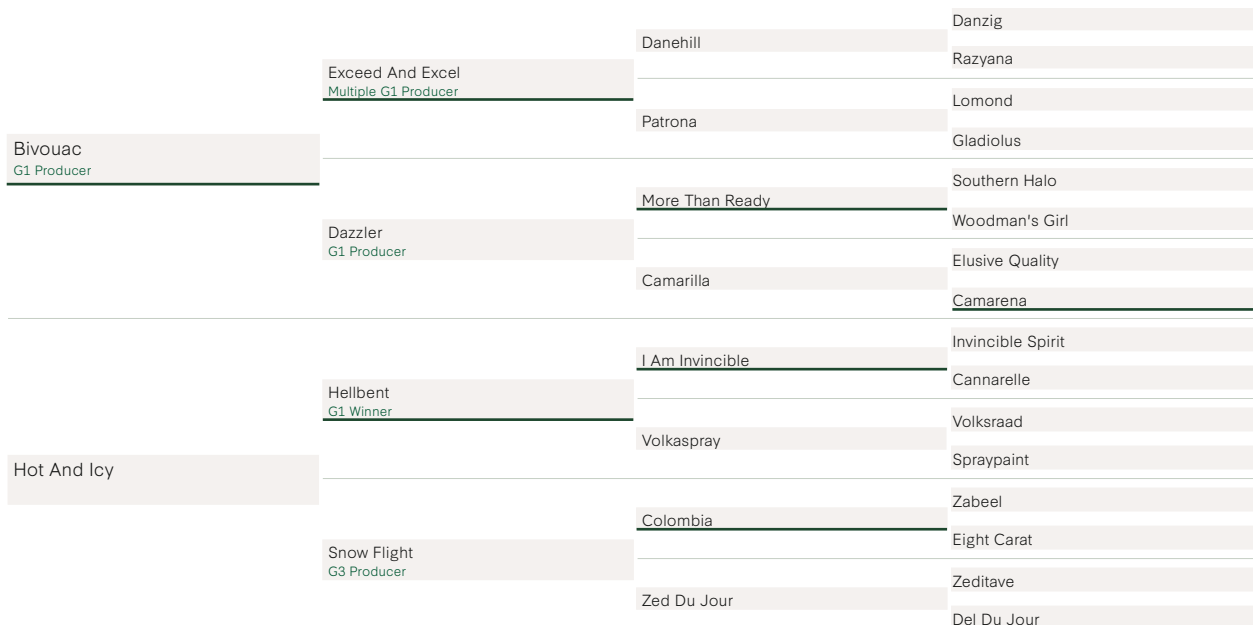 Bivouac
G1 Producer
Hot And Icy
Exceed And Excel
Multiple G1 Producer
Dazzler
G1 Producer
Hellbent
G1 Winner
Snow Flight
G3 Producer
Danehill
Patrona
More Than Ready
Camarilla
I Am Invincible
Volkaspray
Colombia
Zed Du Jour
Danzig
Razyana
Lomond
Gladiolus
Southern Halo
Woodman's Girl
Elusive Quality
Camarena
Invincible Spirit
Cannarelle
Volksraad
Spraypaint
Zabeel
Eight Carat
Zeditave
Del Du Jour